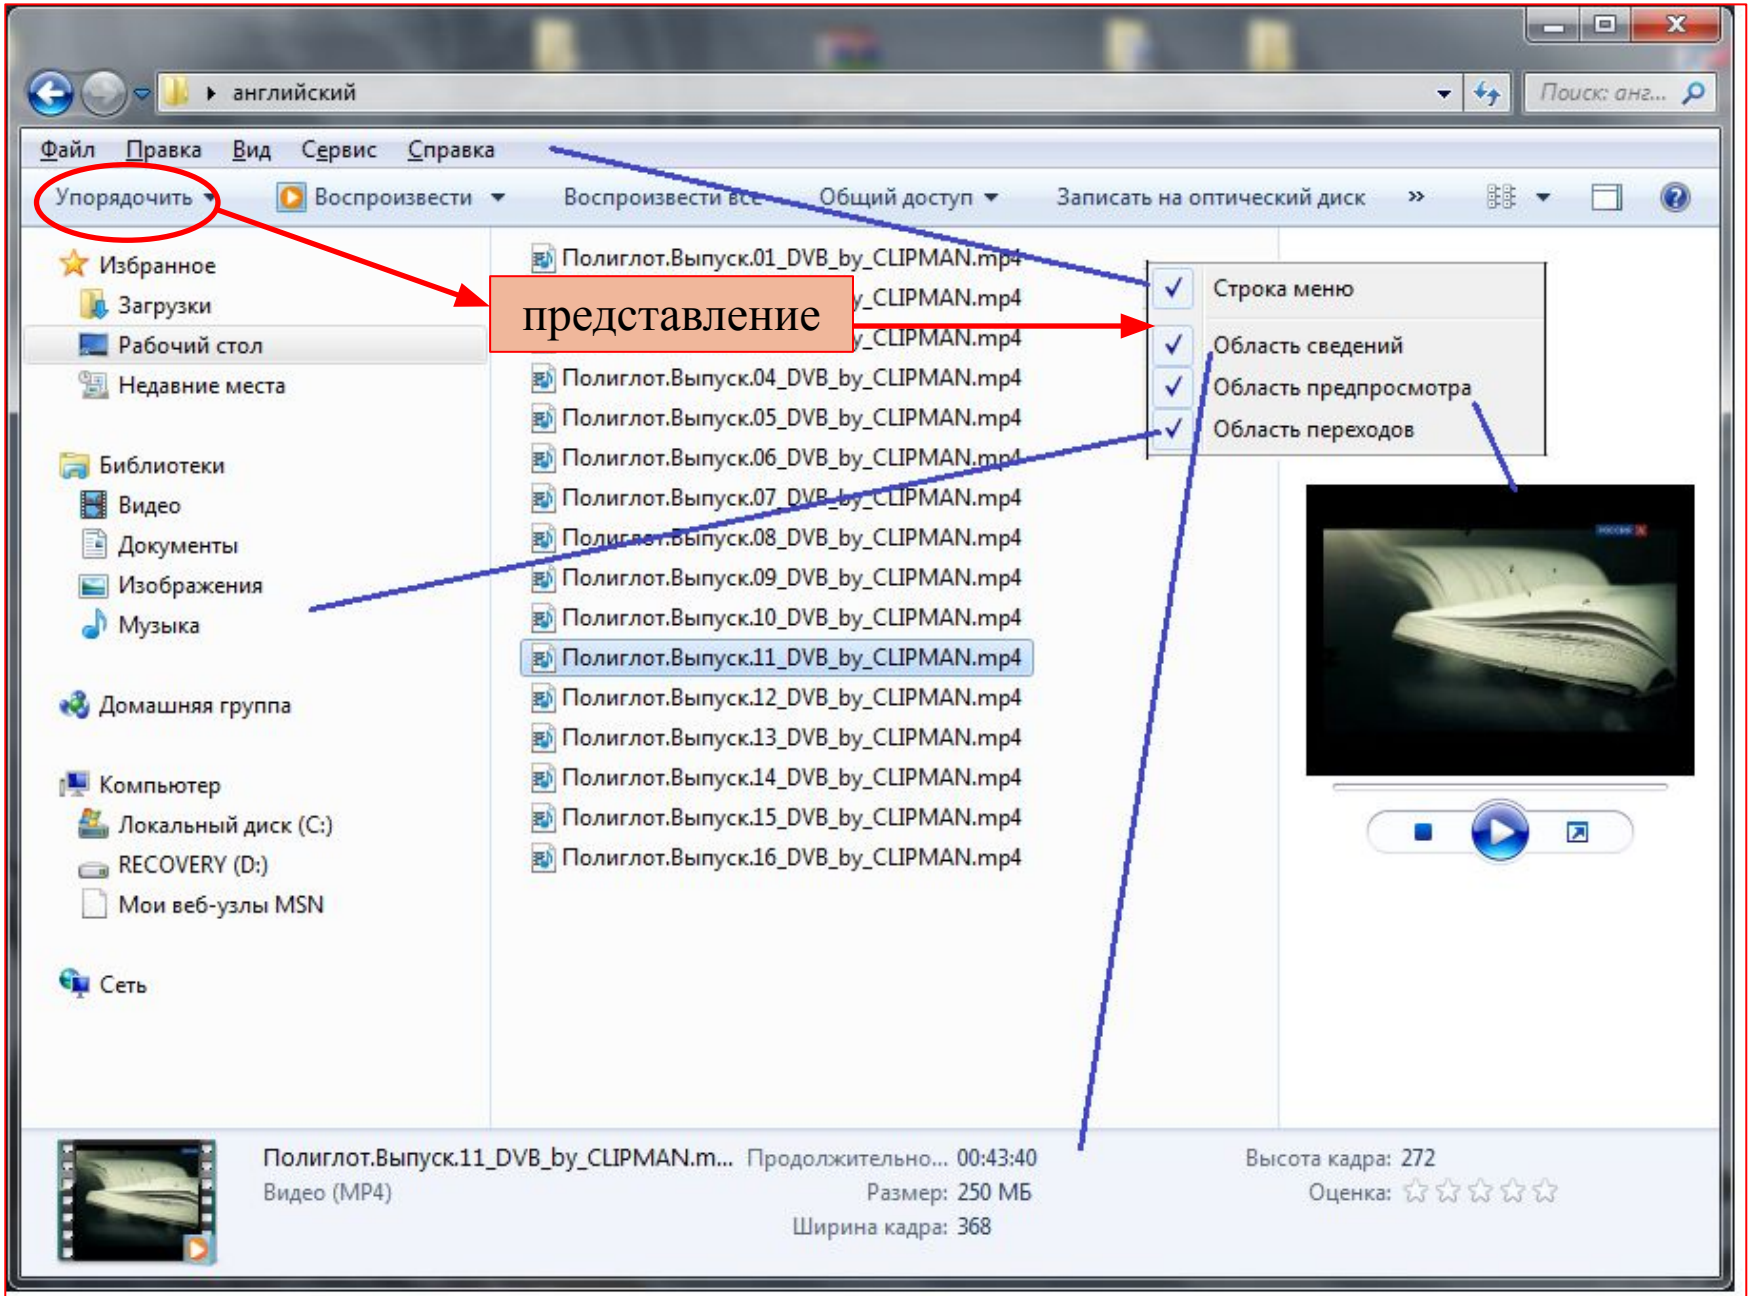 английский
Поиск: анг...
Файл Правка Вид Сервис Справка
Упорядочить Воспроизвести Воспроизвести все Общий доступ Записать на оптический диск »
Избранное
Загрузки
Рабочий стол
Недавние места
Библиотеки
Видео
Документы
Изображения
Музыка
Домашняя группа
Компьютер
Локальный диск (C:)
RECOVERY (D:)
Мои веб-узлы MSN
Сеть
Полиглот.Выпуск.01_DVB_by_CLIPMAN.mp4
y_CLIPMAN.mp4
y_CLIPMAN.mp4
Полиглот.Выпуск.04_DVB_by_CLIPMAN.mp4
Полиглот.Выпуск.05_DVB_by_CLIPMAN.mp4
Полиглот.Выпуск.06_DVB_by_CLIPMAN.mp4
Полиглот.Выпуск.07_DVB_by_CLIPMAN.mp4
Полиглот.Выпуск.08_DVB_by_CLIPMAN.mp4
Полиглот.Выпуск.09_DVB_by_CLIPMAN.mp4
Полиглот.Выпуск.10_DVB_by_CLIPMAN.mp4
Полиглот.Выпуск.11_DVB_by_CLIPMAN.mp4
Полиглот.Выпуск.12_DVB_by_CLIPMAN.mp4
Полиглот.Выпуск.13_DVB_by_CLIPMAN.mp4
Полиглот.Выпуск.14_DVB_by_CLIPMAN.mp4
Полиглот.Выпуск.15_DVB_by_CLIPMAN.mp4
Полиглот.Выпуск.16_DVB_by_CLIPMAN.mp4
представление
Строка меню
Область сведений
Область предпросмотра
Область переходов
РОССИЯ К
Полиглот.Выпуск.11_DVB_by_CLIPMAN.m... Продолжительно... 00:43:40 Высота кадра: 272
Видео (MP4) Размер: 250 МБ Оценка:
Ширина кадра: 368